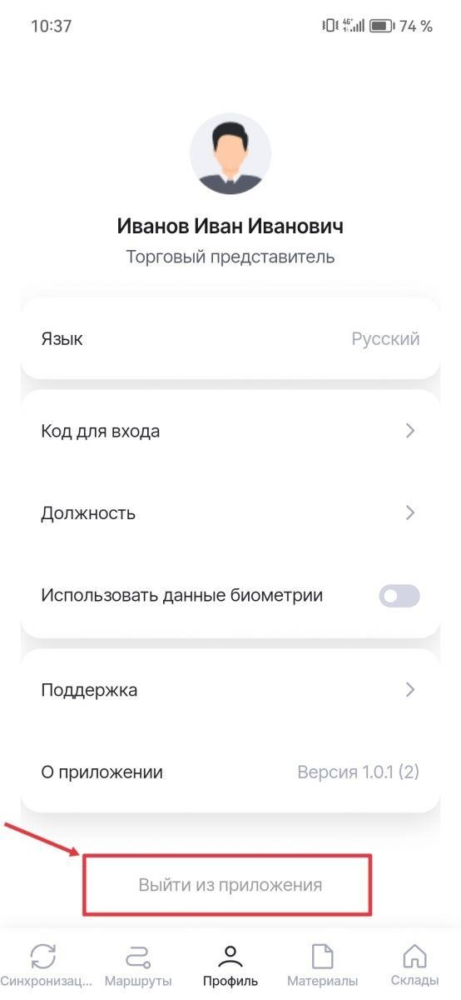 10:37
4G+ 74 %
Иванов Иван Иванович
Торговый представитель
Язык Русский
Код для входа
Должность
Использовать данные биометрии
Поддержка
О приложении Версия 1.0.1 (2)
Выйти из приложения
Синхронизац... Маршруты Профиль Материалы Склады